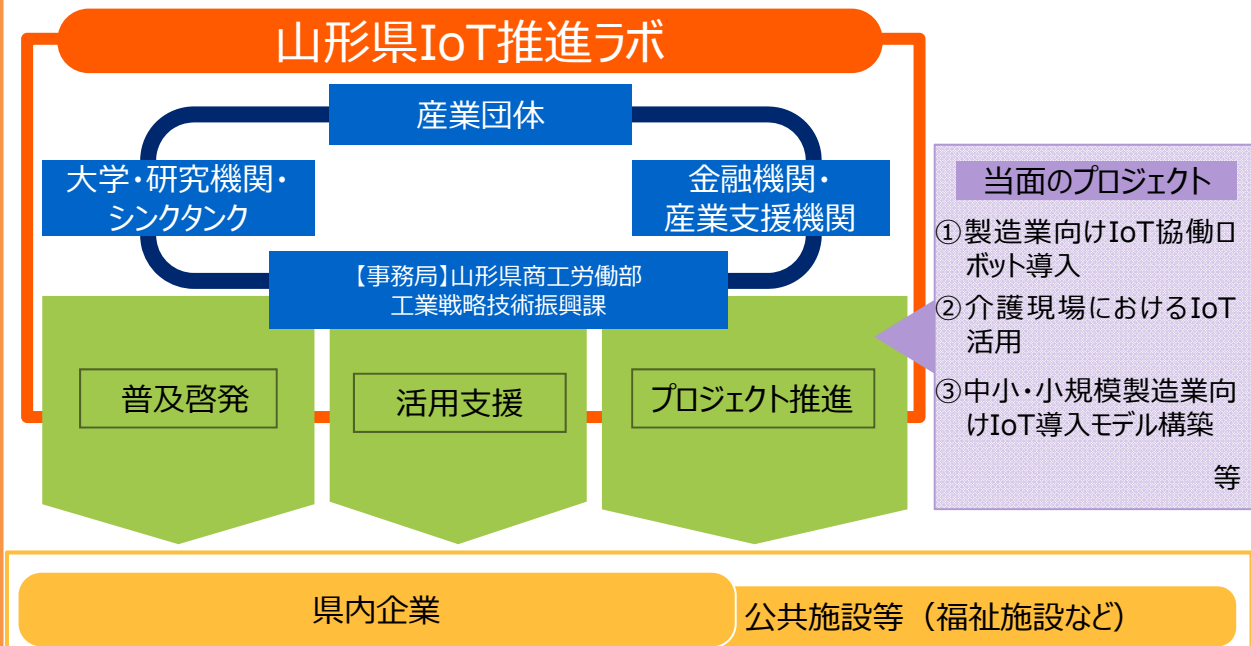 山形県IoT推進ラボ
産業団体
大学・研究機関・
シンクタンク
金融機関・
産業支援機関
【事務局】山形県商工労働部
工業戦略技術振興課
普及啓発
活用支援
プロジェクト推進
当面のプロジェクト
①製造業向けIoT協働ロ
ボット導入
②介護現場におけるIoT
活用
③中小・小規模製造業向
けIoT導入モデル構築
等
県内企業
公共施設等（福祉施設など）